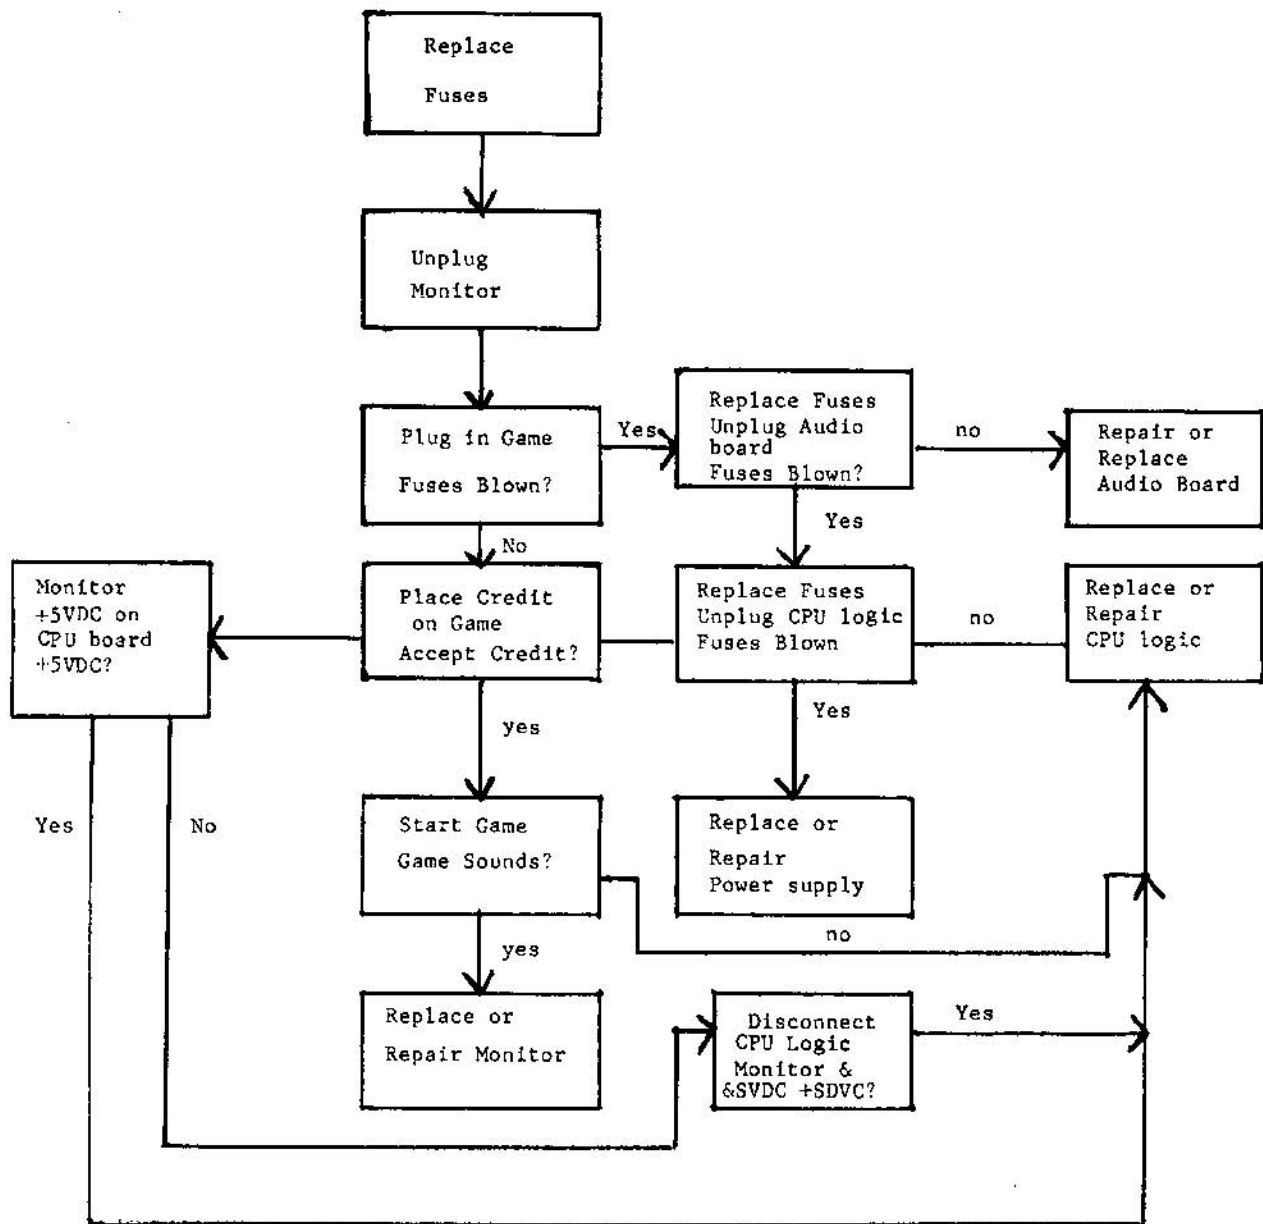 Replace
Fuses
Unplug
Monitor
Plug in Game
Fuses Blown?
Yes
Replace Fuses
Unplug Audio
board
Fuses Blown?
no
Repair or
Replace
Audio Board
No
Yes
Monitor
+5VDC on
CPU board
+5VDC?
Place Credit
on Game
Accept Credit?
Replace Fuses
Unplug CPU logic
Fuses Blown
no
Replace or
Repair
CPU logic
yes
Yes
Yes
No
Start Game
Game Sounds?
Replace or
Repair
Power supply
no
yes
Replace or
Repair Monitor
Disconnect
CPU Logic
Monitor &
&SVDC +SDVC?
Yes